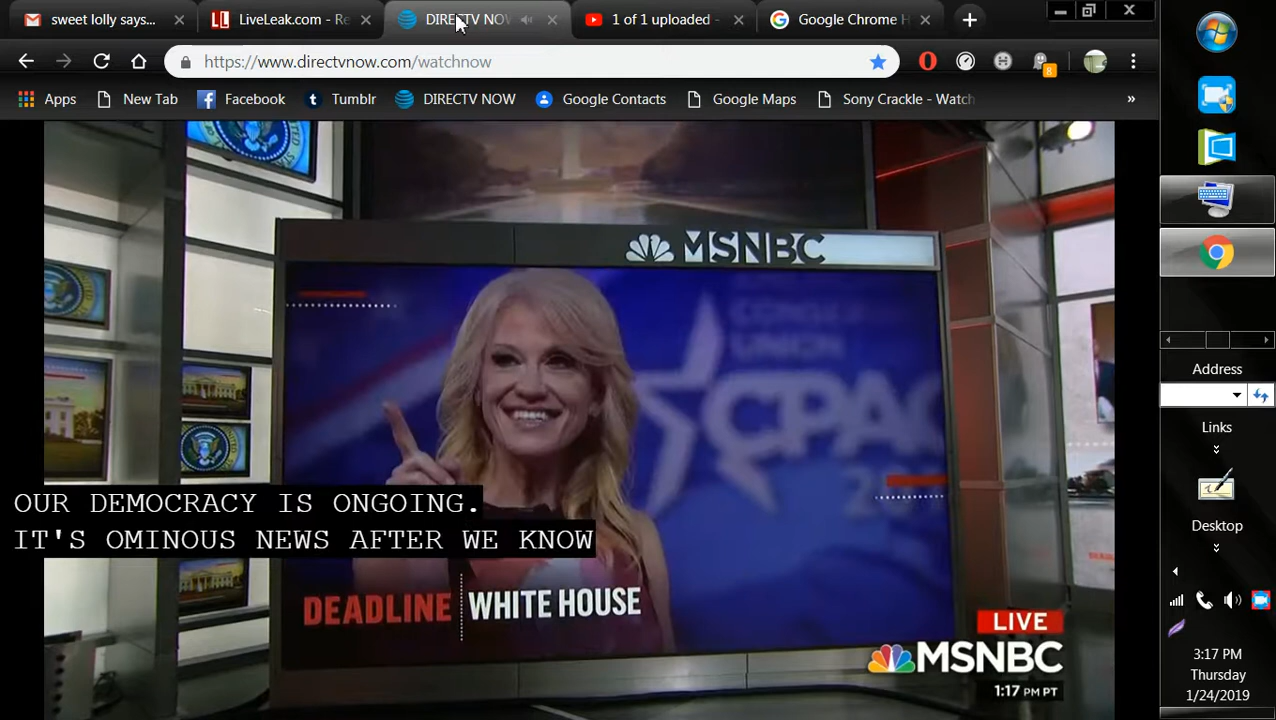 sweet lolly says...
LiveLeak.com - Re
DIRECTV NOW
1 of 1 uploaded -
Google Chrome H
https://www.directvnow.com/watchnow
8
Apps
New Tab
Facebook
Tumblr
DIRECTV NOW
Google Contacts
Google Maps
Sony Crackle - Watch
»
MSNBC
UNION
CPAC
OUR DEMOCRACY IS ONGOING.
IT'S OMINOUS NEWS AFTER WE KNOW
DEADLINE WHITE HOUSE
LIVE
MSNBC
1:17 PM PT
Address
Links
Desktop
3:17 PM
Thursday
1/24/2019